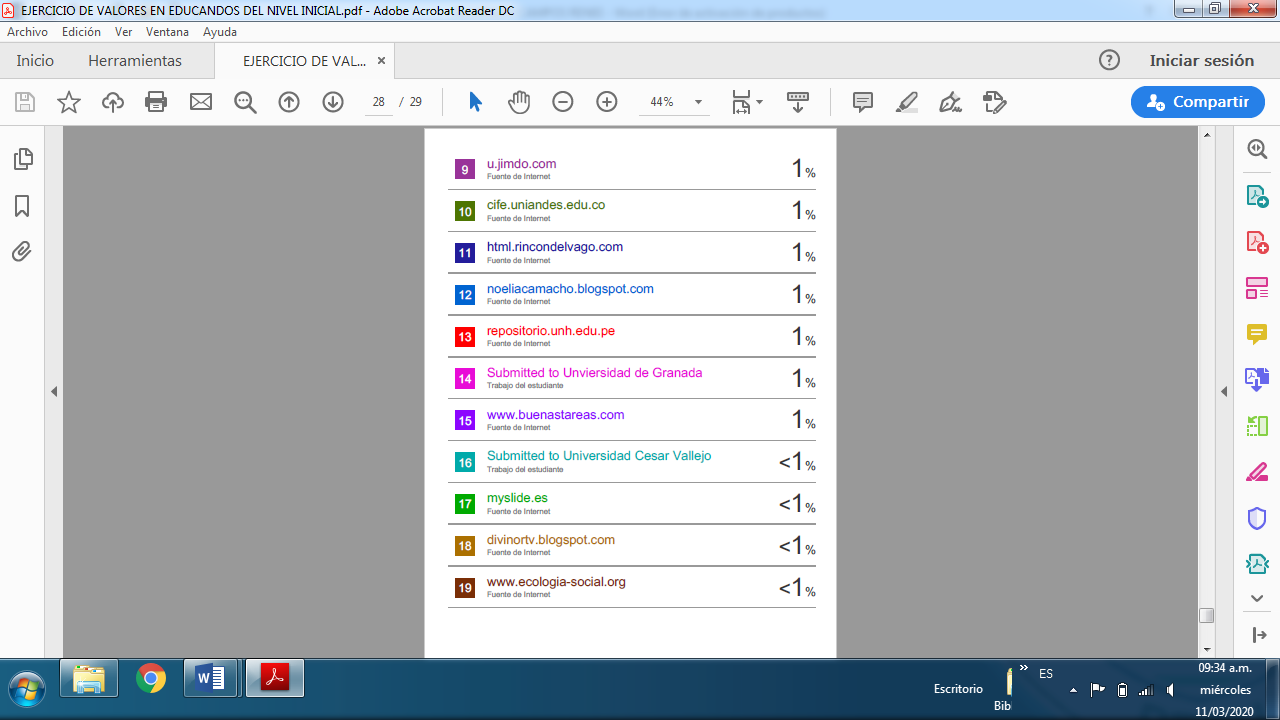 EJERCICIO DE VALORES EN EDUCANDOS DEL NIVEL INICIAL.pdf - Adobe Acrobat Reader DC
Archivo Edición Ver Ventana Ayuda
Inicio Herramientas EJERCICIO DE VAL... × Iniciar sesión
28 / 29 44% Compartir
9 u.jimdo.com 1%
Fuente de Internet
10 cife.uniandes.edu.co 1%
Fuente de Internet
11 html.rincondelvago.com 1%
Fuente de Internet
12 noeliacamacho.blogspot.com 1%
Fuente de Internet
13 repositorio.unh.edu.pe 1%
Fuente de Internet
14 Submitted to Unviersidad de Granada 1%
Trabajo del estudiante
15 www.buenastareas.com 1%
Fuente de Internet
16 Submitted to Universidad Cesar Vallejo <1%
Trabajo del estudiante
17 myslide.es <1%
Fuente de Internet
18 divinortv.blogspot.com <1%
Fuente de Internet
19 www.ecologia-social.org <1%
Fuente de Internet
Escritorio
Bib
» ES
09:34 a.m.
miércoles
11/03/2020